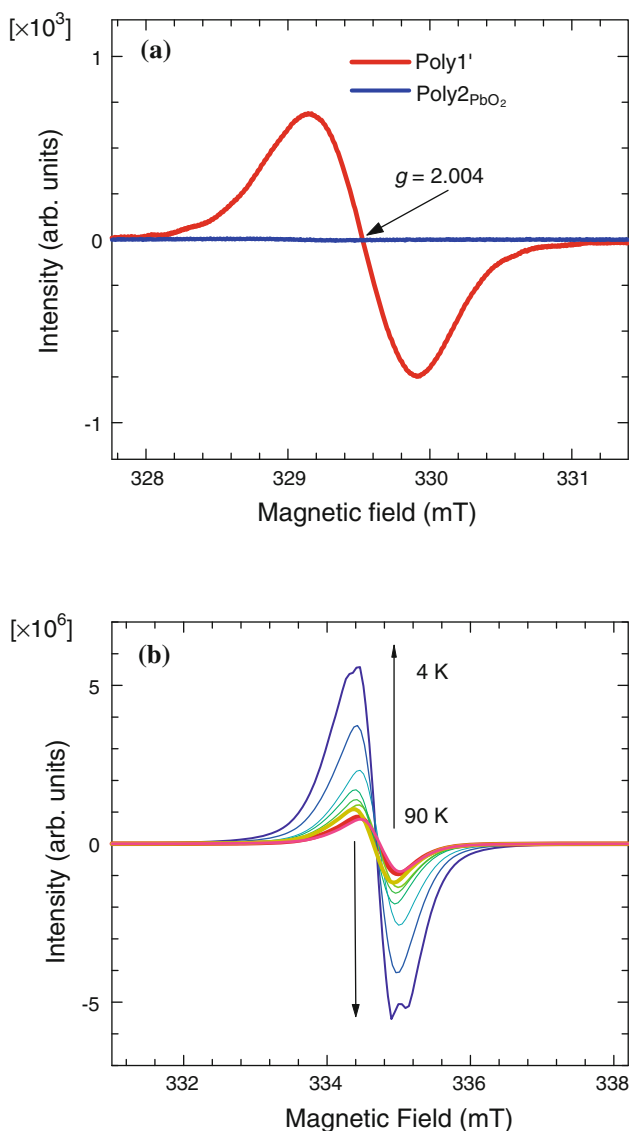 [×10³]
(a)
Poly1'
Poly2PbO₂
g = 2.004
1
0
-1
Intensity (arb. units)
328 329 330 331
Magnetic field (mT)
[×10⁶]
(b)
4 K
90 K
5
0
-5
Intensity (arb. units)
332 334 336 338
Magnetic Field (mT)